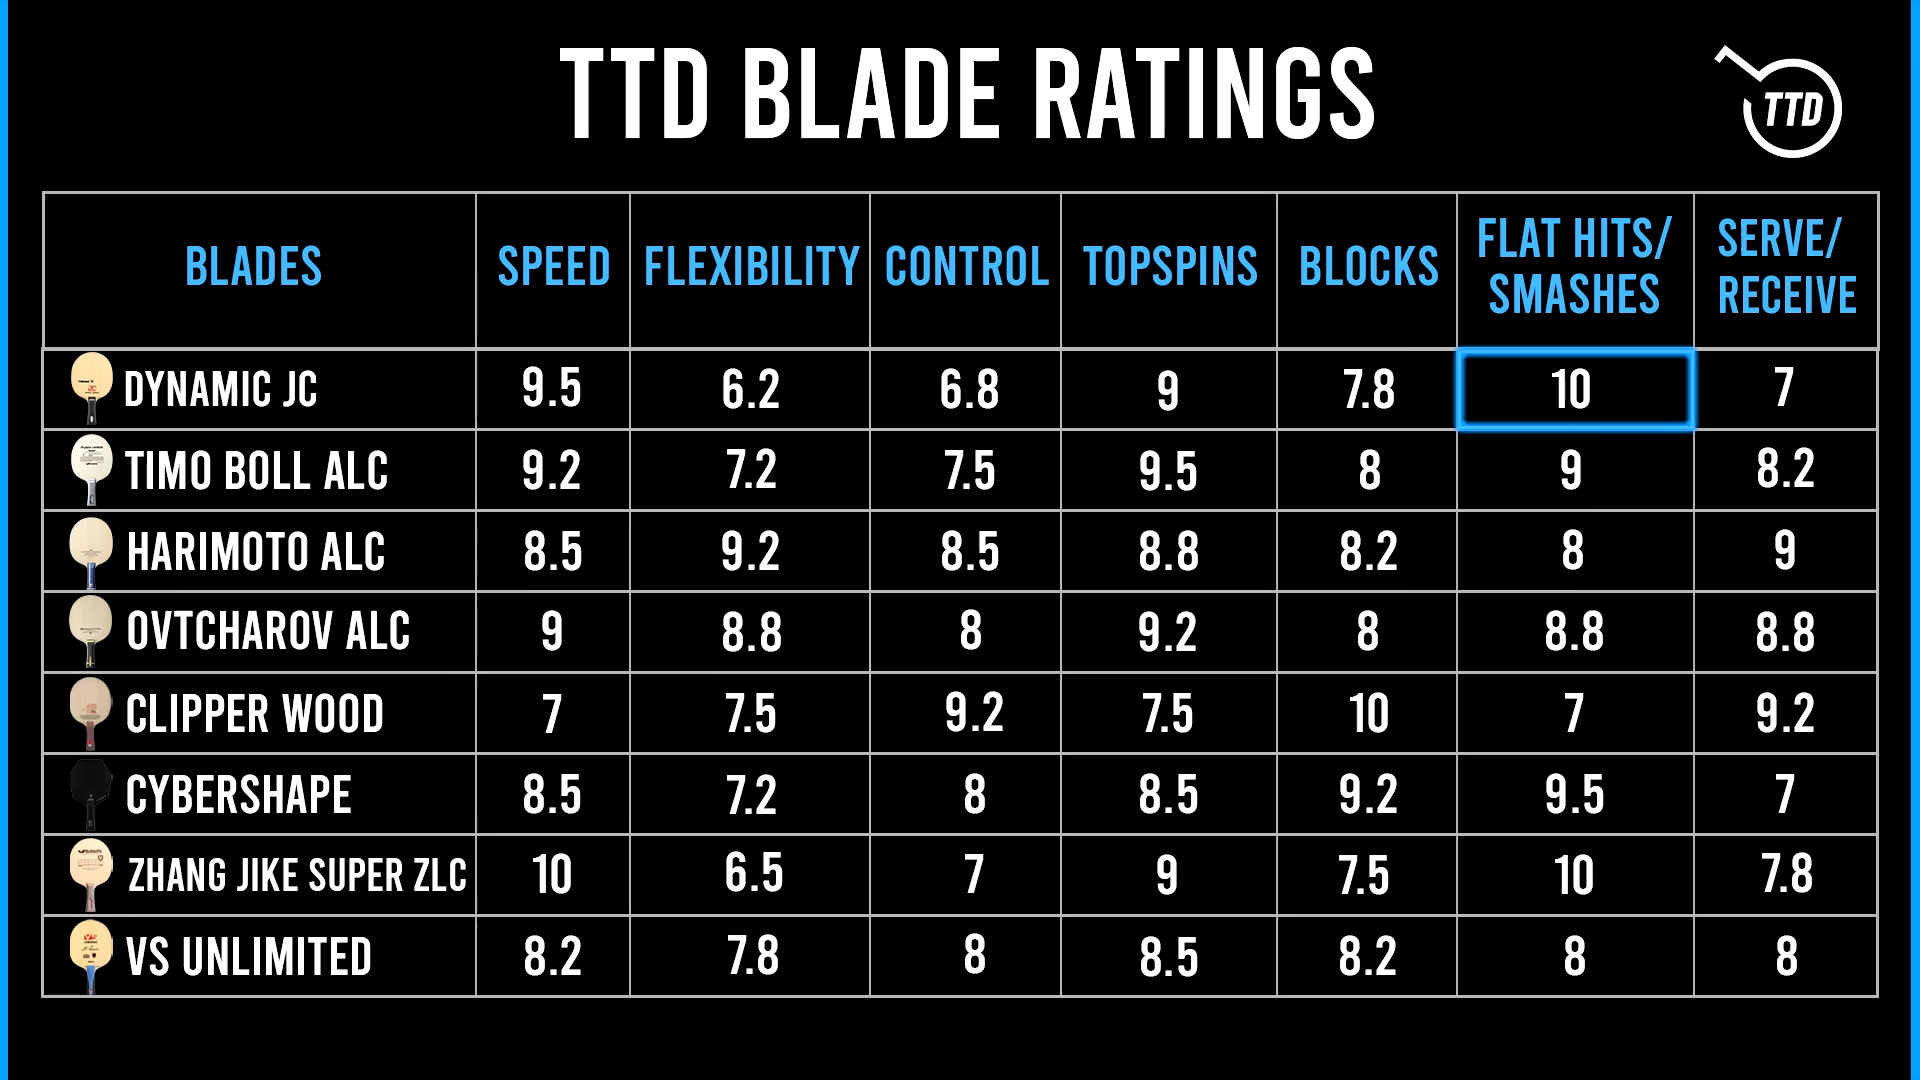 TTD BLADE RATINGS
TTD
BLADES SPEED FLEXIBILITY CONTROL TOPSPINS BLOCKS FLAT HITS/ SMASHES SERVE/ RECEIVE
DYNAMIC JC 9.5 6.2 6.8 9 7.8 10 7
TIMO BOLL ALC 9.2 7.2 7.5 9.5 8 9 8.2
HARIMOTO ALC 8.5 9.2 8.5 8.8 8.2 8 9
OVTCHAROV ALC 9 8.8 8 9.2 8 8.8 8.8
CLIPPER WOOD 7 7.5 9.2 7.5 10 7 9.2
CYBERSHAPE 8.5 7.2 8 8.5 9.2 9.5 7
ZHANG JIKE SUPER ZLC 10 6.5 7 9 7.5 10 7.8
VS UNLIMITED 8.2 7.8 8 8.5 8.2 8 8